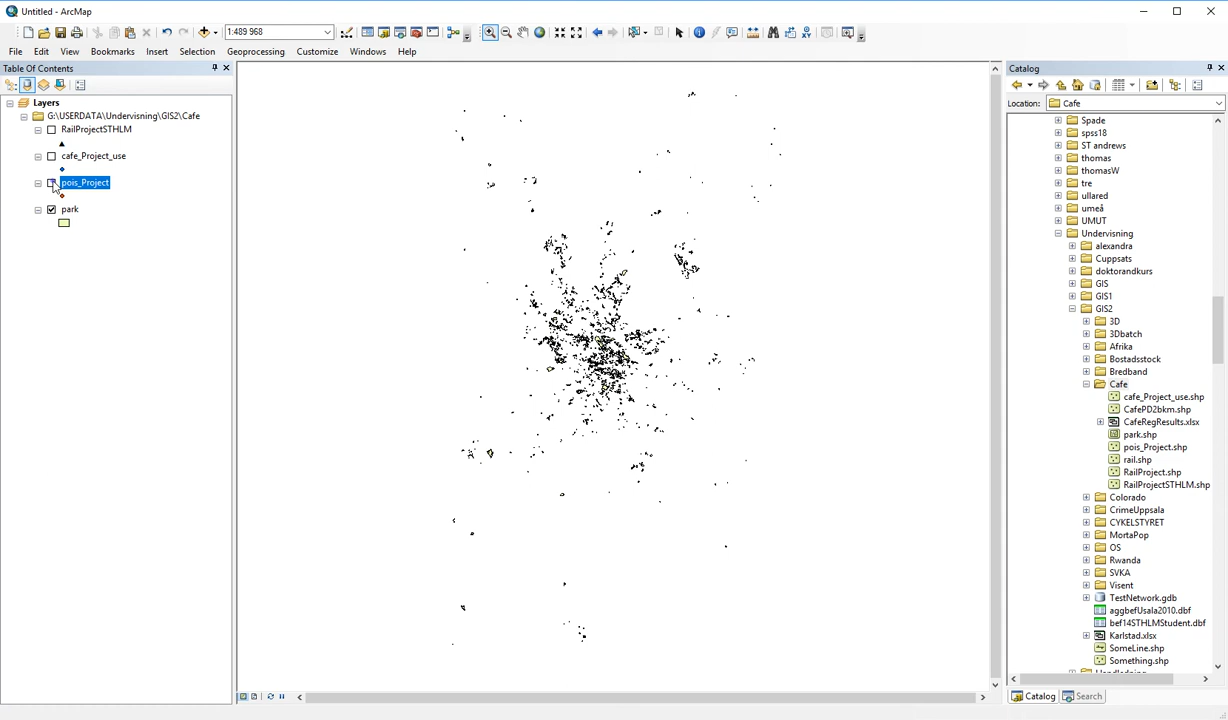 Untitled - ArcMap
1:489 968
File Edit View Bookmarks Insert Selection Geoprocessing Customize Windows Help
Table Of Contents
Layers
G:\USERDATA\Undervisning\GIS2\Cafe
RailProjectSTHLM
cafe_Project_use
pois_Project
park
Catalog
Location: Cafe
Spade
spss18
ST andrews
thomas
thomasW
tre
ullared
umeå
UMUT
Undervisning
alexandra
Cuppsats
doktorandkurs
GIS
GIS1
GIS2
3D
3Dbatch
Afrika
Bostadsstock
Bredband
Cafe
cafe_Project_use.shp
CafePD2bkm.shp
CafeRegResults.xlsx
park.shp
pois_Project.shp
rail.shp
RailProject.shp
RailProjectSTHLM.shp
Colorado
CrimeUppsala
CYKELSTYRET
MortaPop
OS
Rwanda
SVKA
Visent
TestNetwork.gdb
aggbefUsala2010.dbf
bef14STHLMStudent.dbf
Karlstad.xlsx
SomeLine.shp
Something.shp
Catalog Search